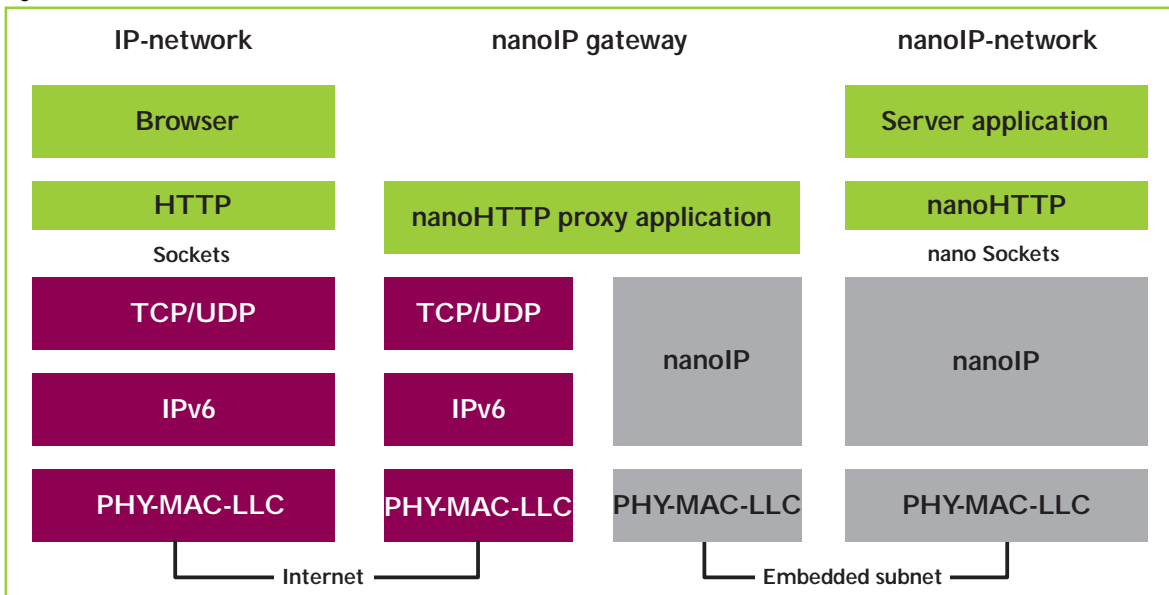 IP-network
nanoIP gateway
nanoIP-network
Browser
Server application
HTTP
nanoHTTP proxy application
nanoHTTP
Sockets
nano Sockets
TCP/UDP
TCP/UDP
nanoIP
nanoIP
IPv6
IPv6
PHY-MAC-LLC
PHY-MAC-LLC
PHY-MAC-LLC
PHY-MAC-LLC
Internet
Embedded subnet